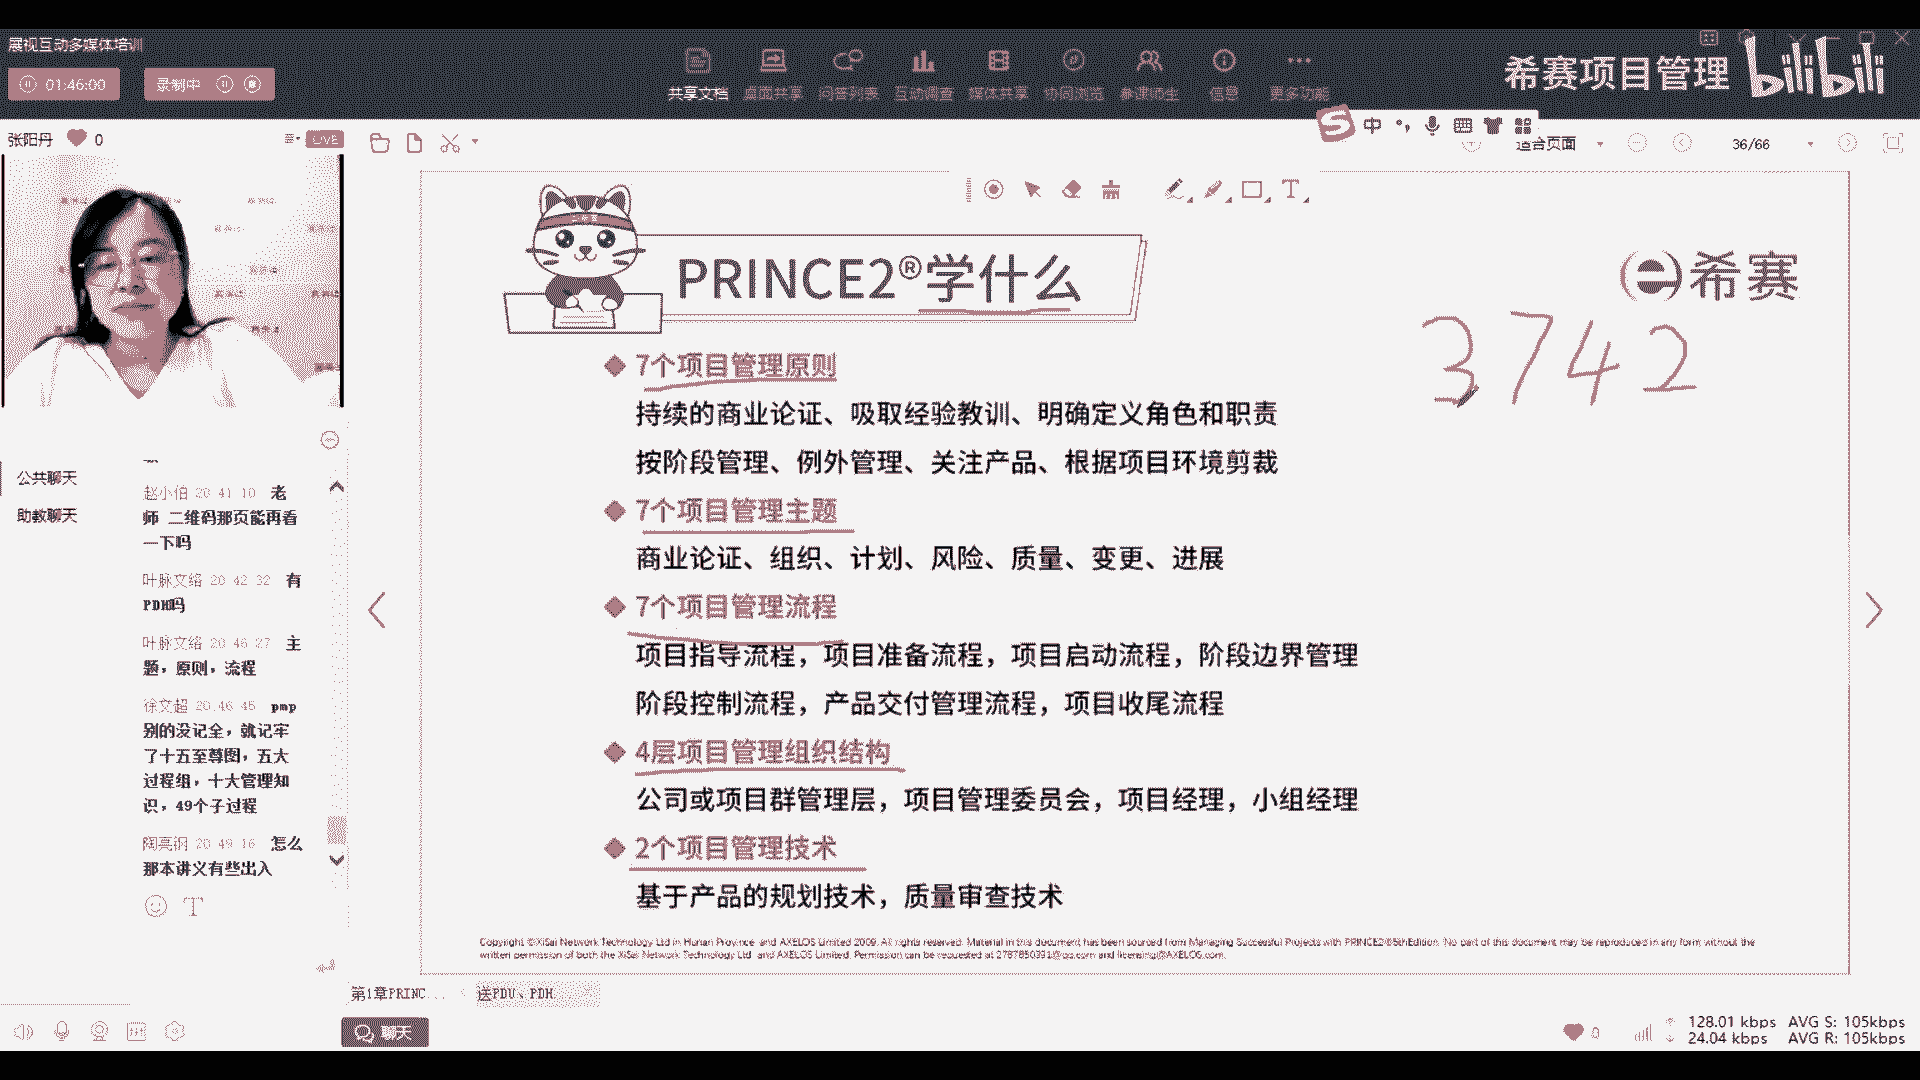 展视互动多媒体培训
01:46:00
录制中
共享文档 桌面共享 问答列表 互动调查 媒体共享 协同浏览 参课师生 信息 更多功能
希赛项目管理 bilibili
张阳丹 0
LIVE
中
适合页面
36/66
PRINCE2®学什么
希赛
3742
7个项目管理原则
持续的商业论证、吸取经验教训、明确定义角色和职责
按阶段管理、例外管理、关注产品、根据项目环境剪裁
7个项目管理主题
商业论证、组织、计划、风险、质量、变更、进展
7个项目管理流程
项目指导流程，项目准备流程，项目启动流程，阶段边界管理
阶段控制流程，产品交付管理流程，项目收尾流程
4层项目管理组织结构
公司或项目群管理层，项目管理委员会，项目经理，小组经理
2个项目管理技术
基于产品的规划技术，质量审查技术
Copyright ©XiSai Network Technology Ltd in Hunan Province and AXELOS Limited 2009. All rights reserved. Material in this document has been sourced from Managing Successful Projects with PRINCE2®5thEdition. No part of this document may be reproduced in any form without the
written permission of both the XiSai Network Technology Ltd and AXELOS Limited. Permission can be requested at 2787850391@qq.com and licensing@AXELOS.com.
公共聊天
助教聊天
赵小伯 20:41:10 老
师 二维码那页能再看
一下吗
叶脉文络 20:42:32 有
PDH吗
叶脉文络 20:46:27 主
题，原则，流程
徐文超 20:46:46 pmp
别的没记全，就记牢
了十五至尊图，五大
过程组，十大管理知
识，49个子过程
陶亮钢 20:49:16 怎么
那本讲义有些出入
第1章PRINC...
送PDU、PDH
聊天
0
128.01 kbps AVG S: 105kbps
24.04 kbps AVG R: 105kbps